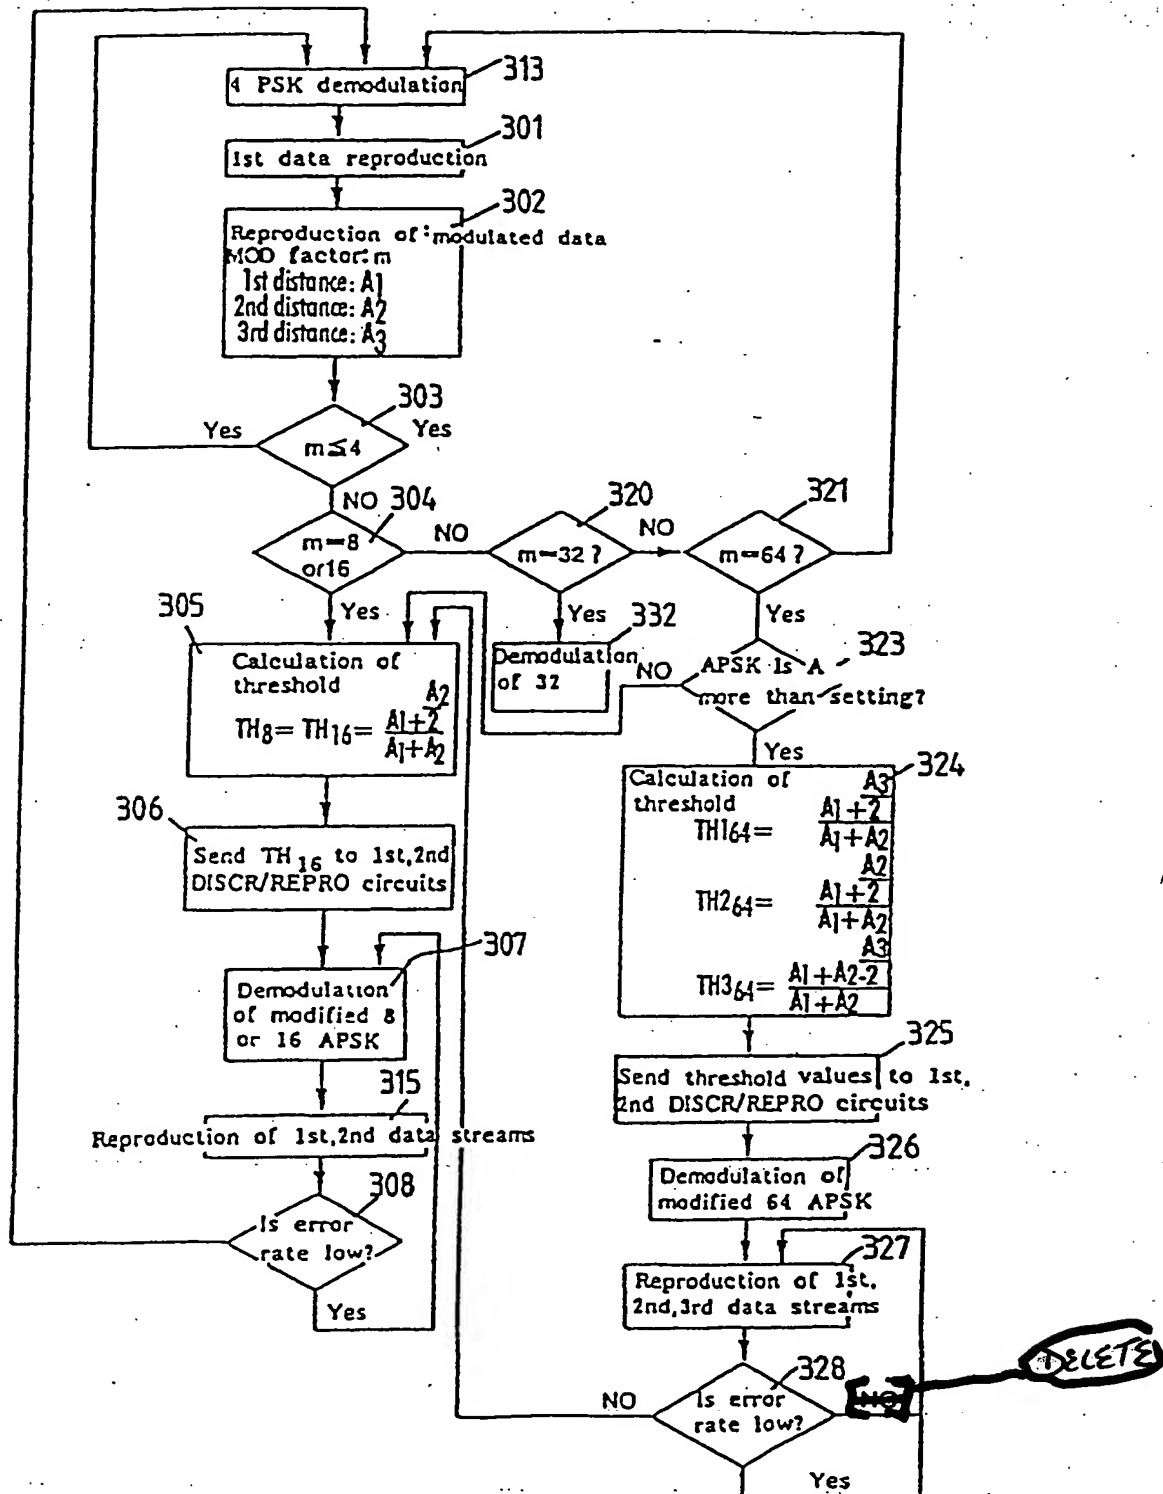 313
4 PSK demodulation
301
1st data reproduction
302
Reproduction of:modulated data
MOD factor:m
1st distance: A1
2nd distance: A2
3rd distance: A3
303
Yes
m≤4
Yes
NO
304
m=8
or16
NO
320
m=32?
NO
321
m=64?
Yes
Yes
Yes
305
Calculation of
threshold
A2
TH8= TH16= A1+2
A1+A2
332
Demodulation
of 32
NO
323
APSK Is A
more than setting?
Yes
306
Send TH16 to 1st,2nd
DISCR/REPRO circuits
324
Calculation of
threshold
A3
TH164= A1+2
A1+A2
A2
TH264= A1+2
A1+A2
A3
TH364= A1+A2-2
A1+A2
307
Demodulation
of modified 8
or 16 APSK
315
Reproduction of 1st,2nd data streams
308
Is error
rate low?
Yes
325
Send threshold values to 1st,
2nd DISCR/REPRO circuits
326
Demodulation of
modified 64 APSK
327
Reproduction of 1st,
2nd,3rd data streams
328
NO
Is error
rate low?
[NO]
DELETE
Yes